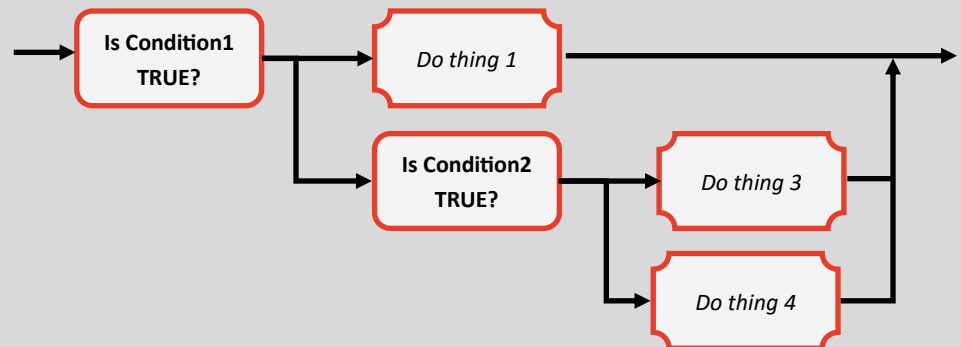 Is Condition1
TRUE?
Do thing 1
Is Condition2
TRUE?
Do thing 3
Do thing 4